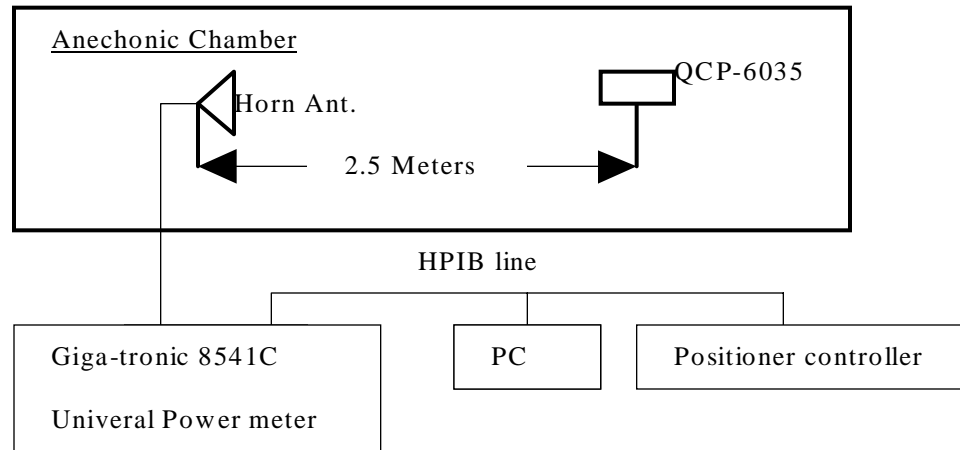 Anechonic Chamber
QCP-6035
Horn Ant.
2.5 Meters
HPIB line
Giga-tronic 8541C
Univeral Power meter
PC
Positioner controller